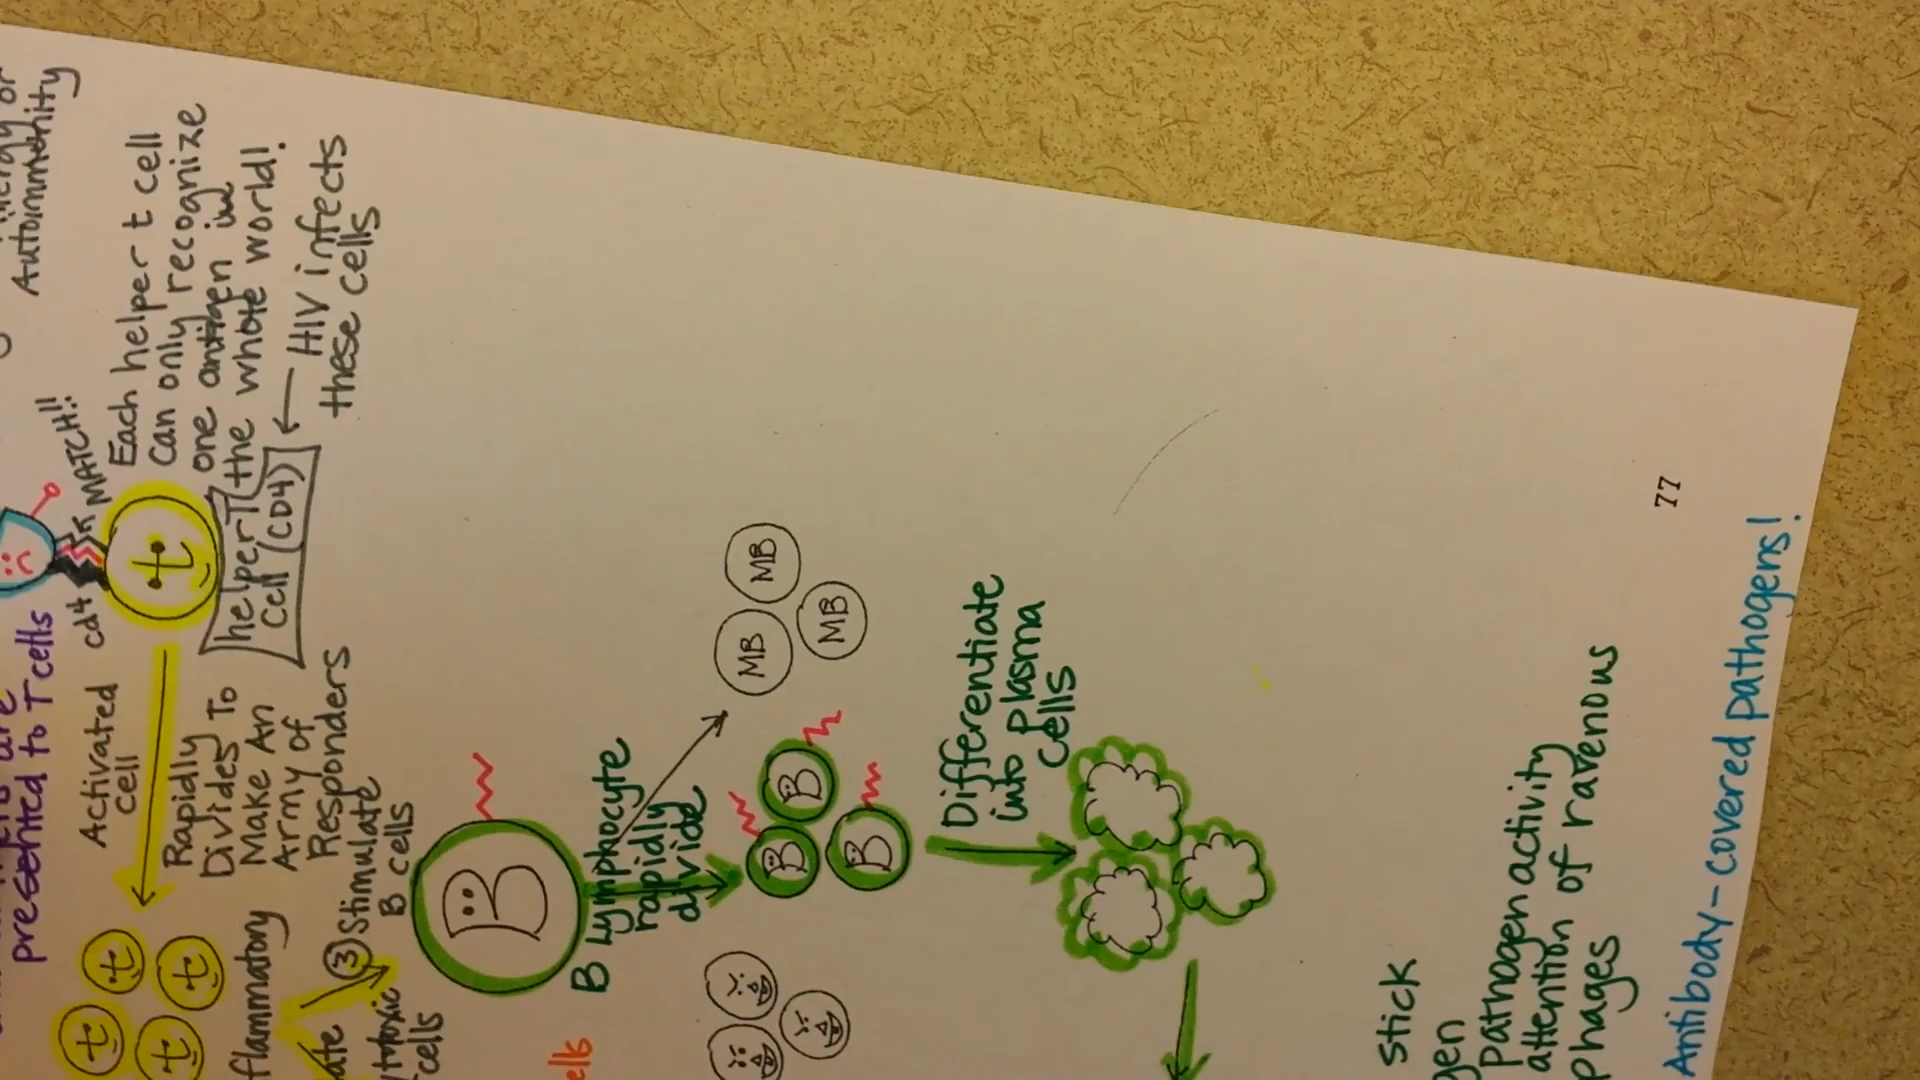 Autoimmunity
MATCH!!
cd4
Each helper t cell
can only recognize
one antigen in
the whole world!
helper T
cell (CD4)
← HIV infects
these cells
presented to T cells
Activated
cell
Rapidly
Divides To
Make An
Army of
Responders
t
t
t
t
t
flammatory
③ Stimulate
B cells
cells
B
B Lymphocyte
rapidly
divide
MB
MB
MB
B
B
B
Differentiate
into plasma
cells
stick
pathogen activity
attention of ravenous
phages
77
Antibody-covered pathogens!